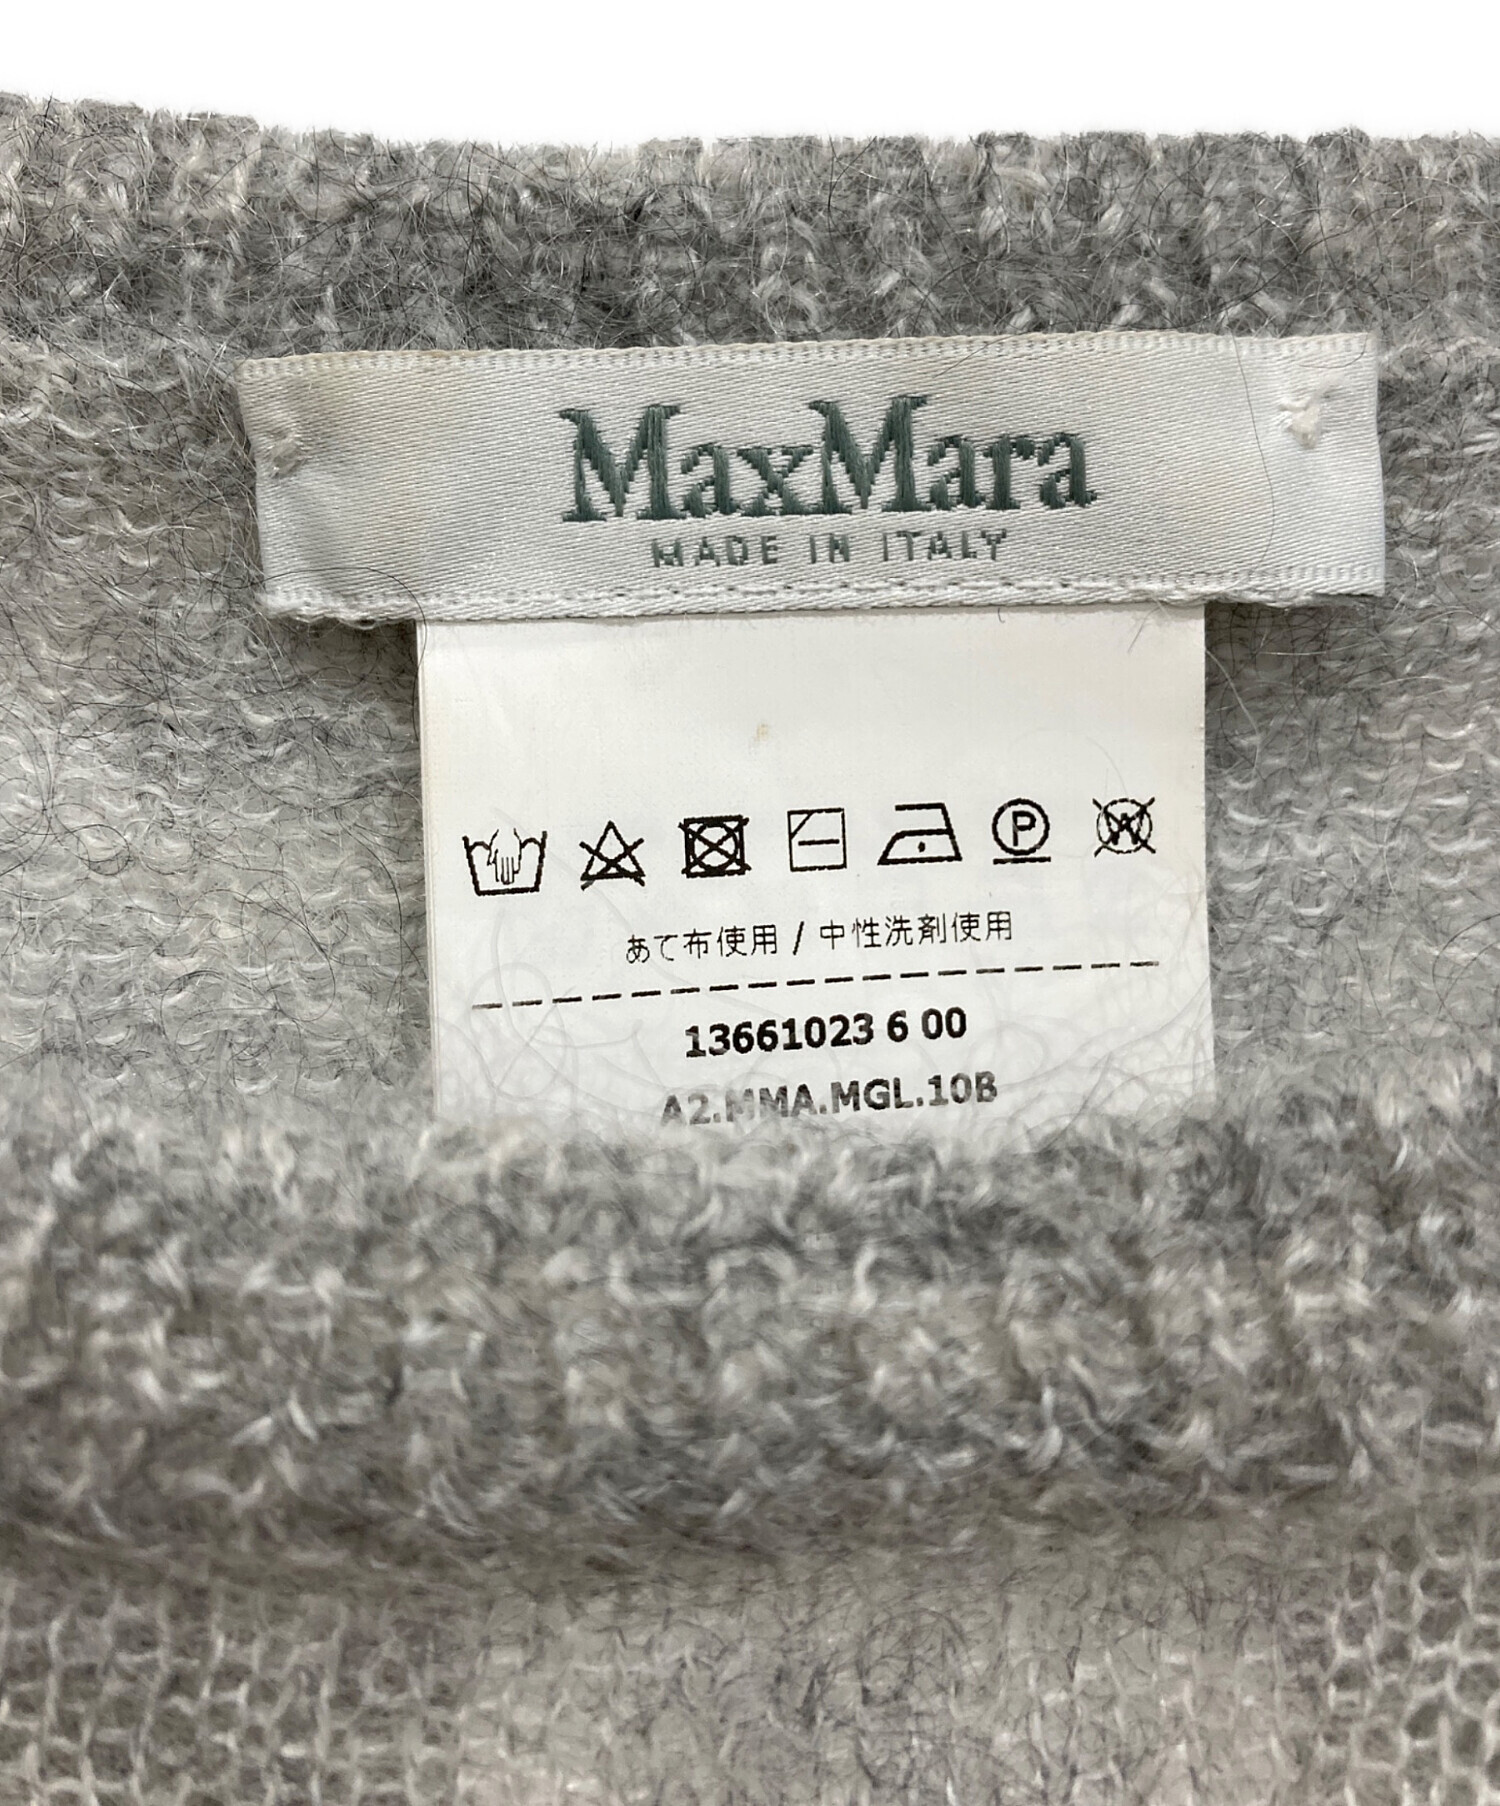 MaxMara
MADE IN ITALY
P W
あて布使用 / 中性洗剤使用
13661023 6 00
A2.MMA.MGL.10B